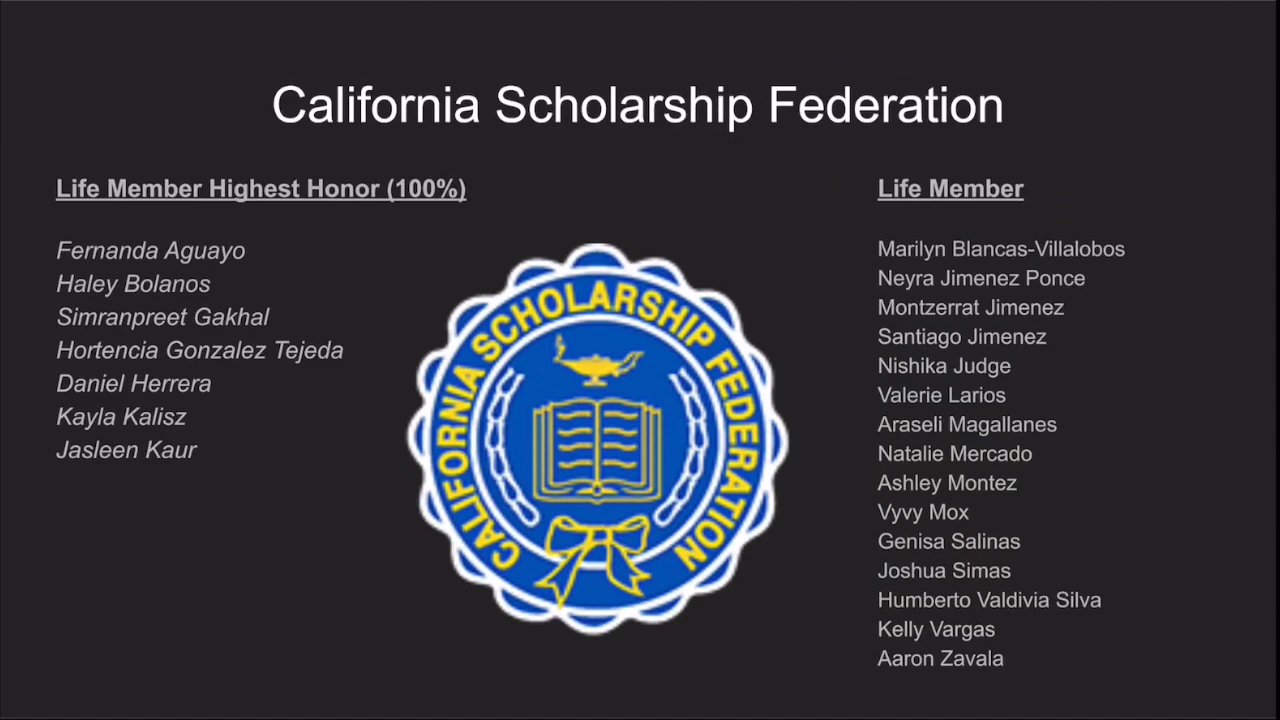 California Scholarship Federation
Life Member Highest Honor (100%)
Fernanda Aguayo
Haley Bolanos
Simranpreet Gakhal
Hortencia Gonzalez Tejeda
Daniel Herrera
Kayla Kalisz
Jasleen Kaur
CALIFORNIA SCHOLARSHIP FEDERATION
Life Member
Marilyn Blancas-Villalobos
Neyra Jimenez Ponce
Montzerrat Jimenez
Santiago Jimenez
Nishika Judge
Valerie Larios
Araseli Magallanes
Natalie Mercado
Ashley Montez
Vyvy Mox
Genisa Salinas
Joshua Simas
Humberto Valdivia Silva
Kelly Vargas
Aaron Zavala